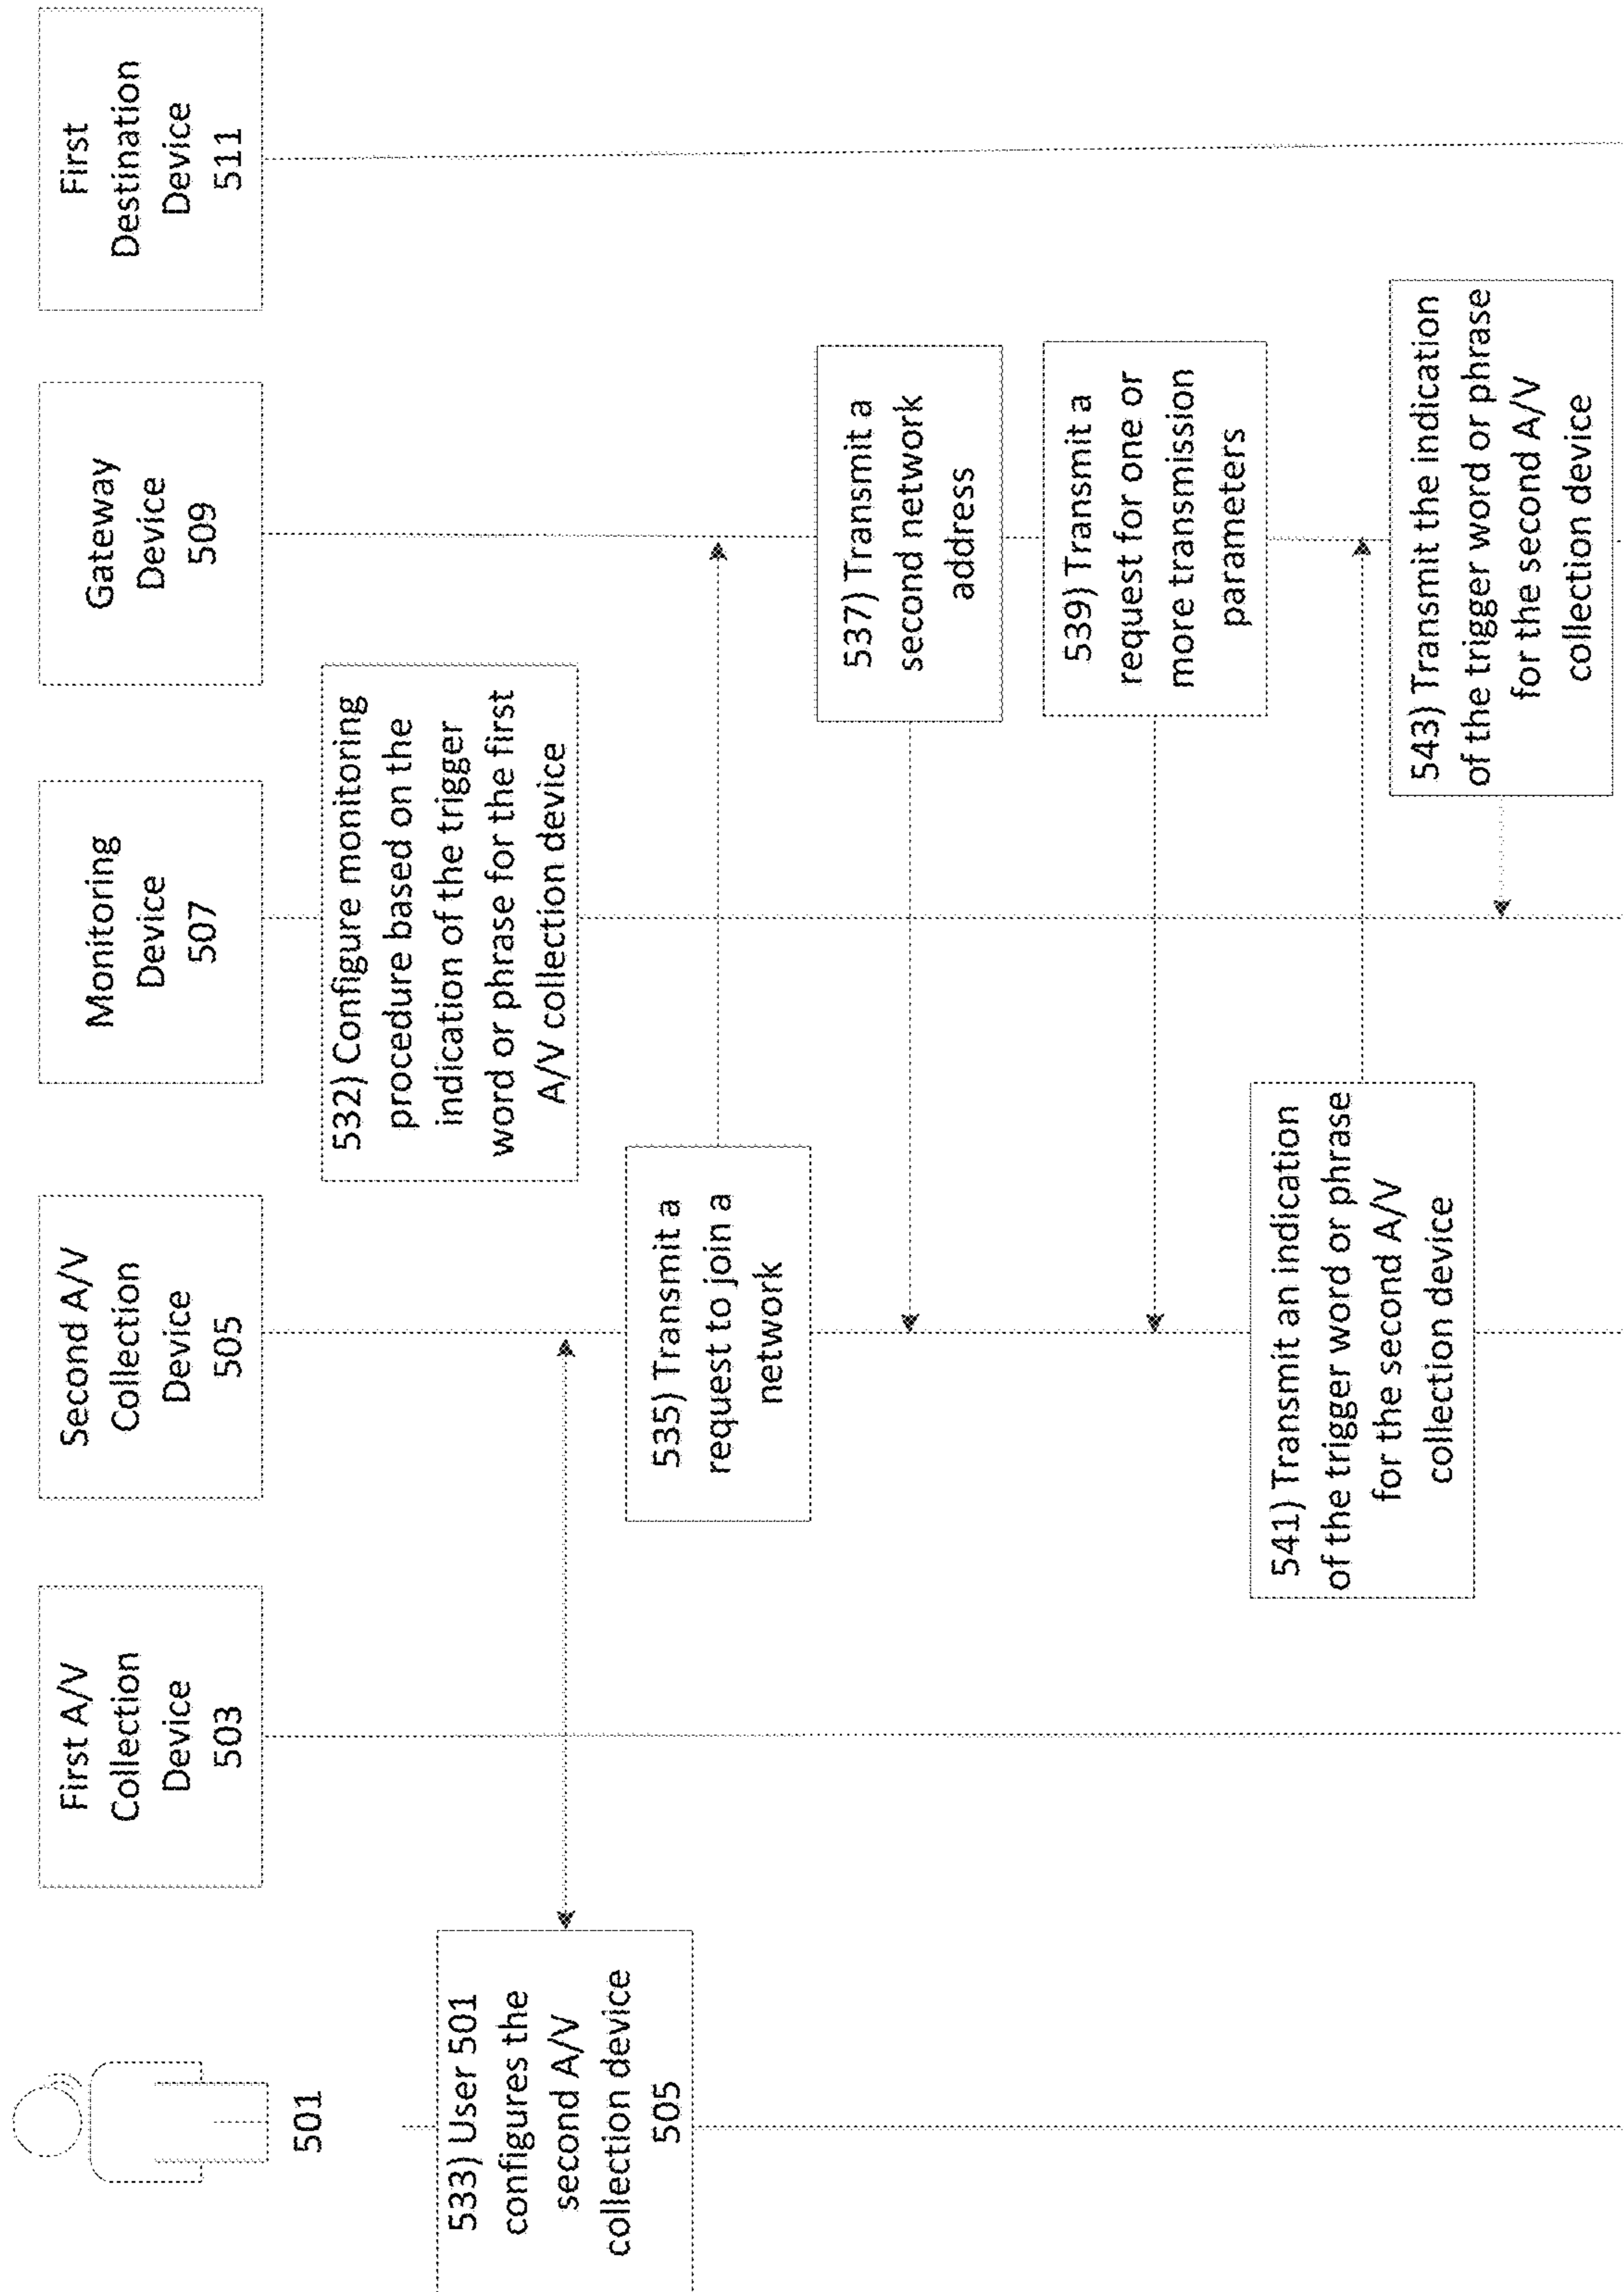 501
First A/V
Collection
Device
503
Second A/V
Collection
Device
505
Monitoring
Device
507
Gateway
Device
509
First
Destination
Device
511
532) Configure monitoring
procedure based on the
indication of the trigger
word or phrase for the first
A/V collection device
533) User 501
configures the
second A/V
collection device
505
535) Transmit a
request to join a
network
537) Transmit a
second network
address
539) Transmit a
request for one or
more transmission
parameters
541) Transmit an indication
of the trigger word or phrase
for the second A/V
collection device
543) Transmit the indication
of the trigger word or phrase
for the second A/V
collection device